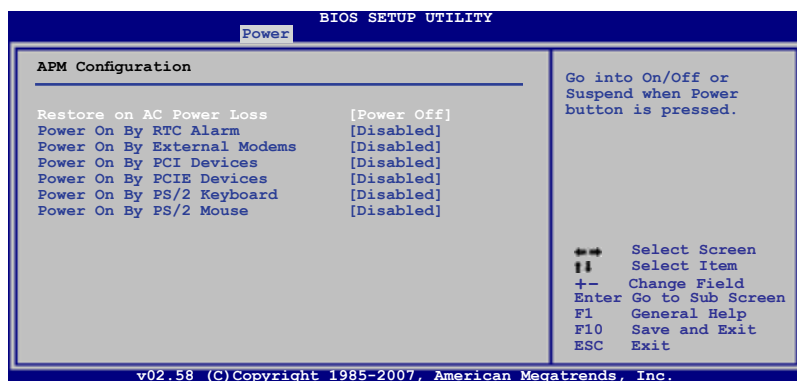 BIOS SETUP UTILITY
Power
APM Configuration
Restore on AC Power Loss [Power Off]
Power On By RTC Alarm [Disabled]
Power On By External Modems [Disabled]
Power On By PCI Devices [Disabled]
Power On By PCIE Devices [Disabled]
Power On By PS/2 Keyboard [Disabled]
Power On By PS/2 Mouse [Disabled]
Go into On/Off or
Suspend when Power
button is pressed.
←→ Select Screen
↑↓ Select Item
+- Change Field
Enter Go to Sub Screen
F1 General Help
F10 Save and Exit
ESC Exit
v02.58 (C)Copyright 1985-2007, American Megatrends, Inc.